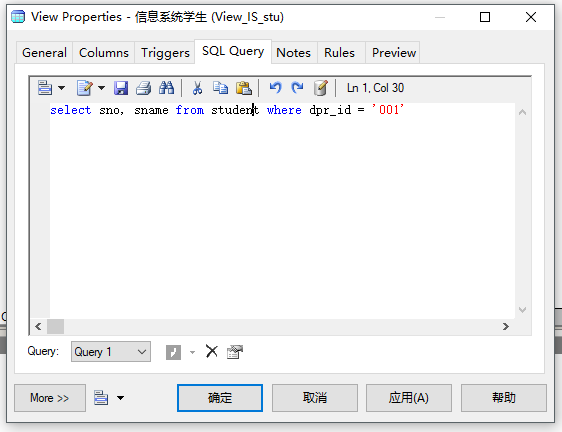 View Properties - 信息系统学生 (View_IS_stu)
General Columns Triggers SQL Query Notes Rules Preview
Ln 1, Col 30
select sno, sname from student where dpr_id = '001'
Query: Query 1
More >> 确定 取消 应用(A) 帮助